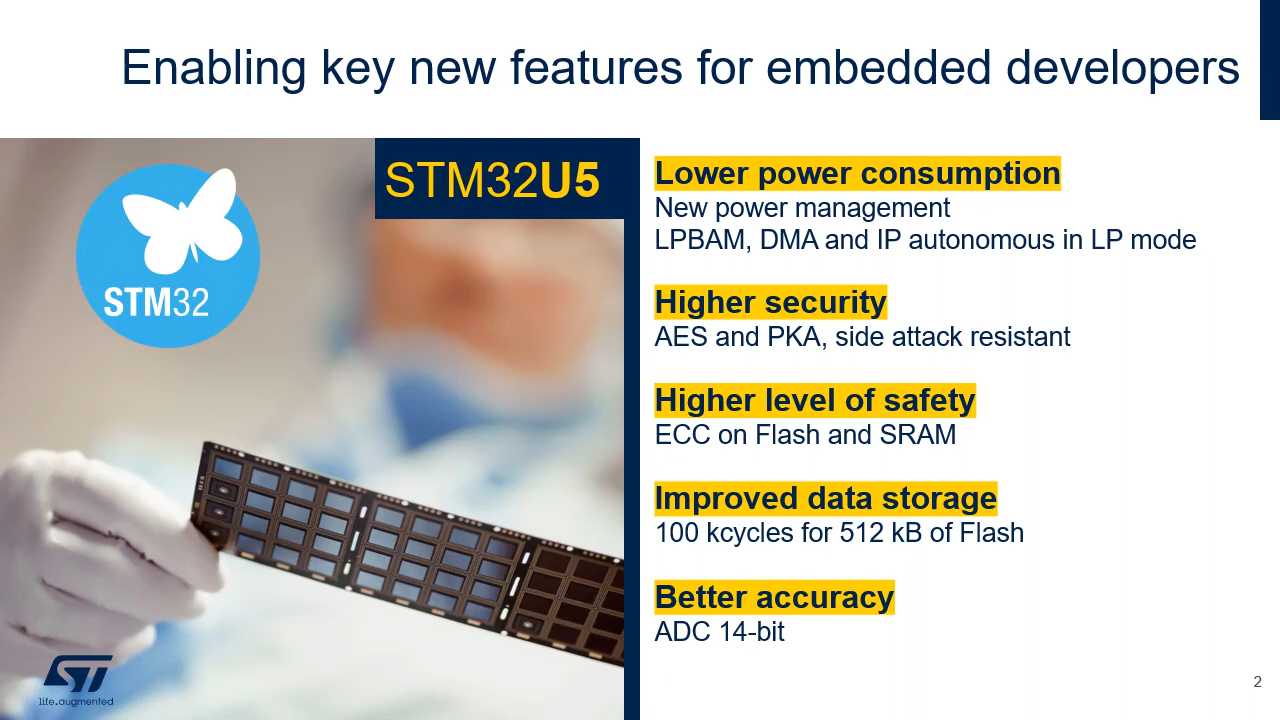 Enabling key new features for embedded developers
STM32
STM32U5
Lower power consumption
New power management
LPBAM, DMA and IP autonomous in LP mode
Higher security
AES and PKA, side attack resistant
Higher level of safety
ECC on Flash and SRAM
Improved data storage
100 kcycles for 512 kB of Flash
Better accuracy
ADC 14-bit
ST
life.augmented
2